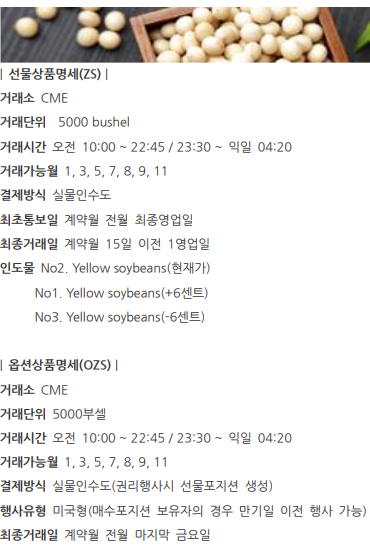 | 선물상품명세(ZS) |
거래소 CME
거래단위 5000 bushel
거래시간 오전 10:00 ~ 22:45 / 23:30 ~ 익일 04:20
거래가능월 1, 3, 5, 7, 8, 9, 11
결제방식 실물인수도
최초통보일 계약월 전월 최종영업일
최종거래일 계약월 15일 이전 1영업일
인도물 No2. Yellow soybeans(현재가)
No1. Yellow soybeans(+6센트)
No3. Yellow soybeans(-6센트)
| 옵션상품명세(OZS) |
거래소 CME
거래단위 5000부셸
거래시간 오전 10:00 ~ 22:45 / 23:30 ~ 익일 04:20
거래가능월 1, 3, 5, 7, 8, 9, 11
결제방식 실물인수도(권리행사시 선물포지션 생성)
행사유형 미국형(매수포지션 보유자의 경우 만기일 이전 행사 가능)
최종거래일 계약월 전월 마지막 금요일